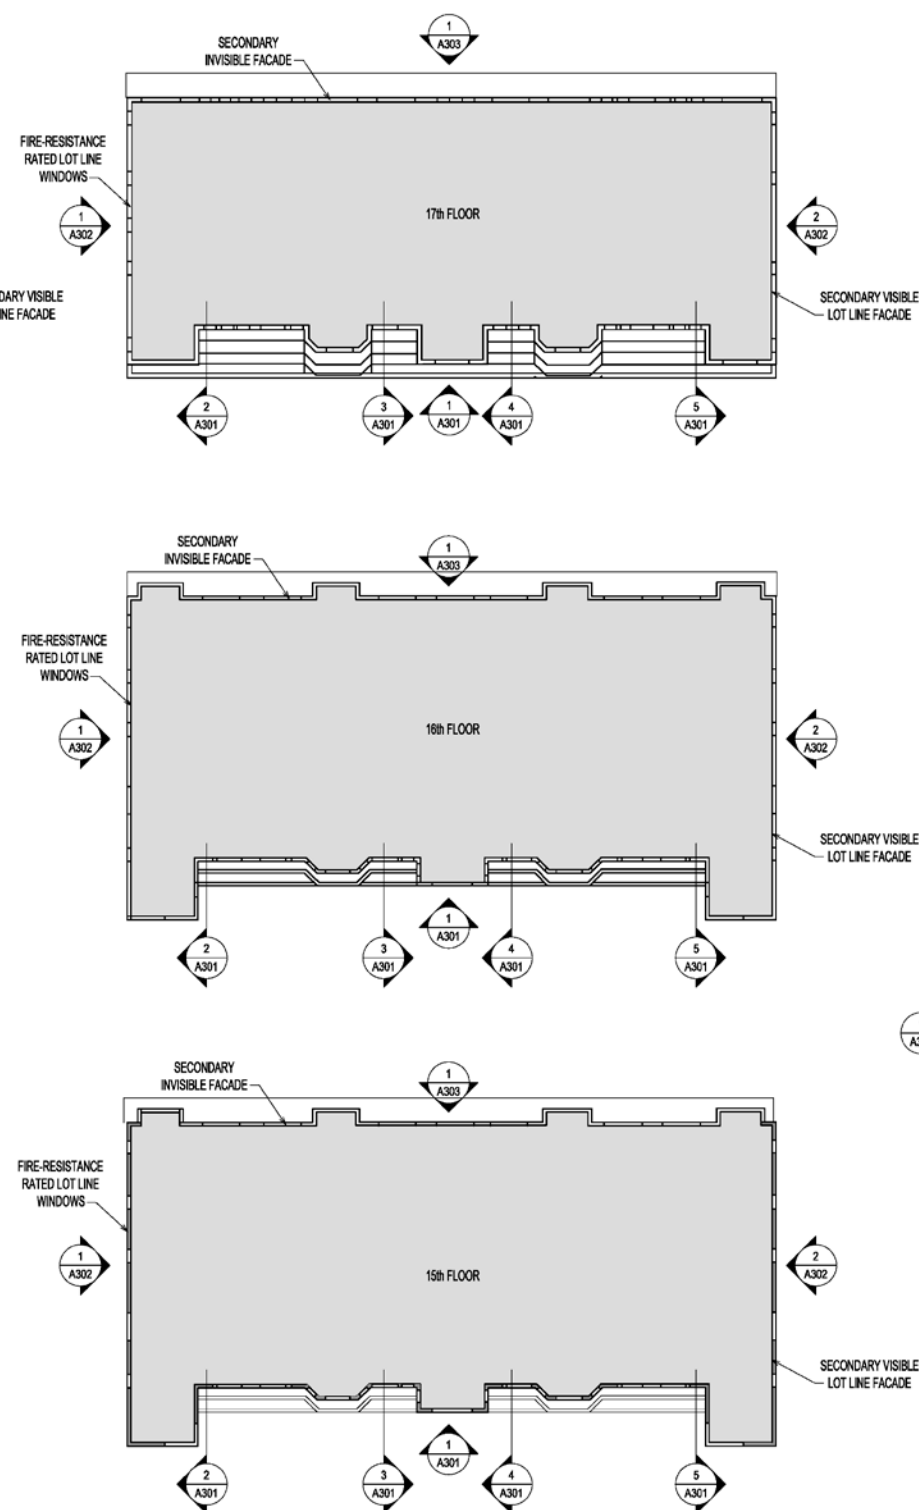 1
A303
SECONDARY
INVISIBLE FACADE
FIRE-RESISTANCE
RATED LOT LINE
WINDOWS
1
A302
17th FLOOR
2
A302
DARY VISIBLE
NE FACADE
SECONDARY VISIBLE
LOT LINE FACADE
2
A301
3
A301
1
A301
4
A301
5
A301
SECONDARY
INVISIBLE FACADE
1
A303
FIRE-RESISTANCE
RATED LOT LINE
WINDOWS
1
A302
16th FLOOR
2
A302
SECONDARY VISIBLE
LOT LINE FACADE
2
A301
3
A301
1
A301
4
A301
5
A301
SECONDARY
INVISIBLE FACADE
1
A303
FIRE-RESISTANCE
RATED LOT LINE
WINDOWS
1
A302
15th FLOOR
2
A302
SECONDARY VISIBLE
LOT LINE FACADE
2
A301
3
A301
1
A301
4
A301
5
A301